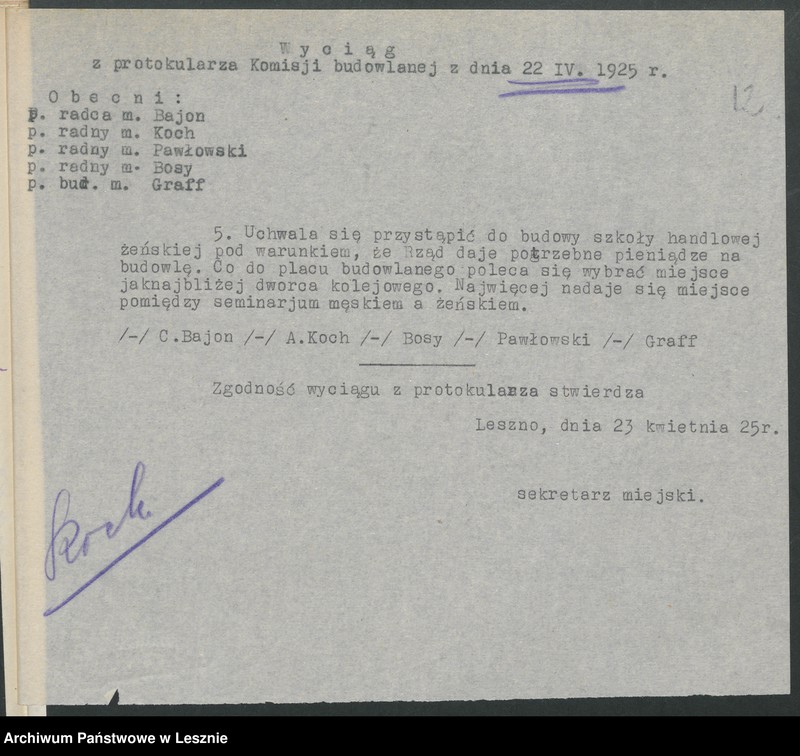 W y c i ą g
z protokularza Komisji budowlanej z dnia 22 IV. 1925 r.
12
O b e c n i :
p. radca m. Bajon
p. radny m. Koch
p. radny m. Pawłowski
p. radny m- Bosy
p. bud. m. Graff
5. Uchwala się przystąpić do budowy szkoły handlowej
żeńskiej pod warunkiem, że Rząd daje potrzebne pieniądze na
budowlę. Co do placu budowlanego poleca się wybrać miejsce
jaknajbliżej dworca kolejowego. Najwięcej nadaje się miejsce
pomiędzy seminarjum męskiem a żeńskiem.
/-/ C.Bajon /-/ A.Koch /-/ Bosy /-/ Pawłowski /-/ Graff
Zgodność wyciągu z protokularza stwierdza
Leszno, dnia 23 kwietnia 25r.
sekretarz miejski.
Koch
Archiwum Państwowe w Lesznie